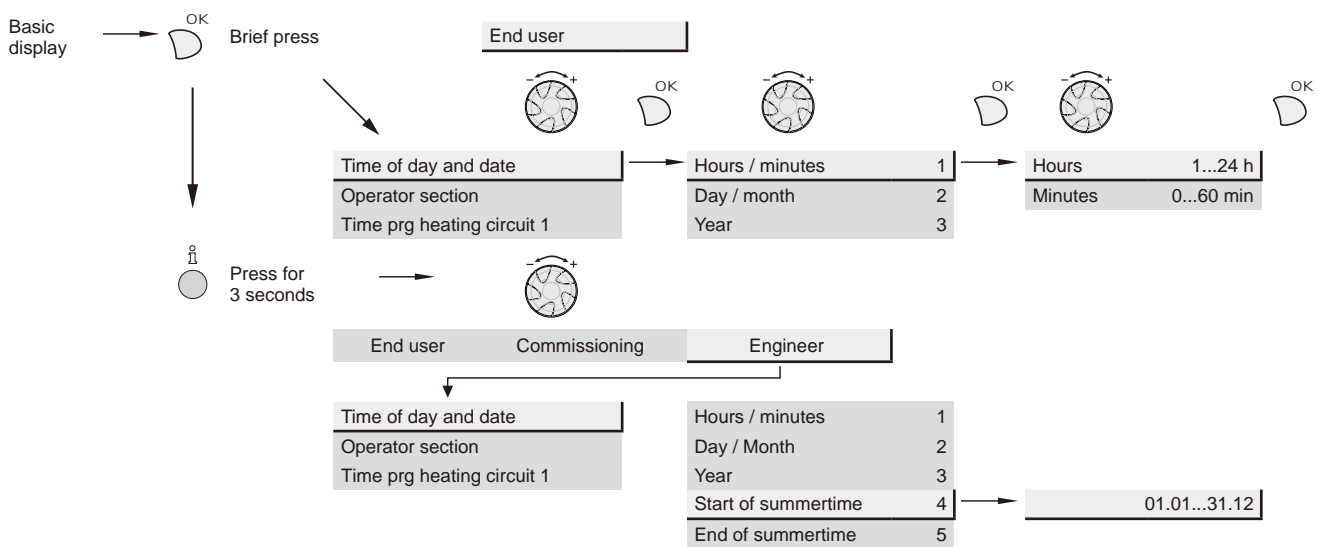 Basic
display
OK
Brief press
End user
- +
OK
- +
OK
- +
OK
Time of day and date
Operator section
Time prg heating circuit 1
Hours / minutes 1
Day / month 2
Year 3
Hours 1...24 h
Minutes 0...60 min
i
Press for
3 seconds
- +
End user Commissioning Engineer
Time of day and date
Operator section
Time prg heating circuit 1
Hours / minutes 1
Day / Month 2
Year 3
Start of summertime 4
End of summertime 5
01.01...31.12